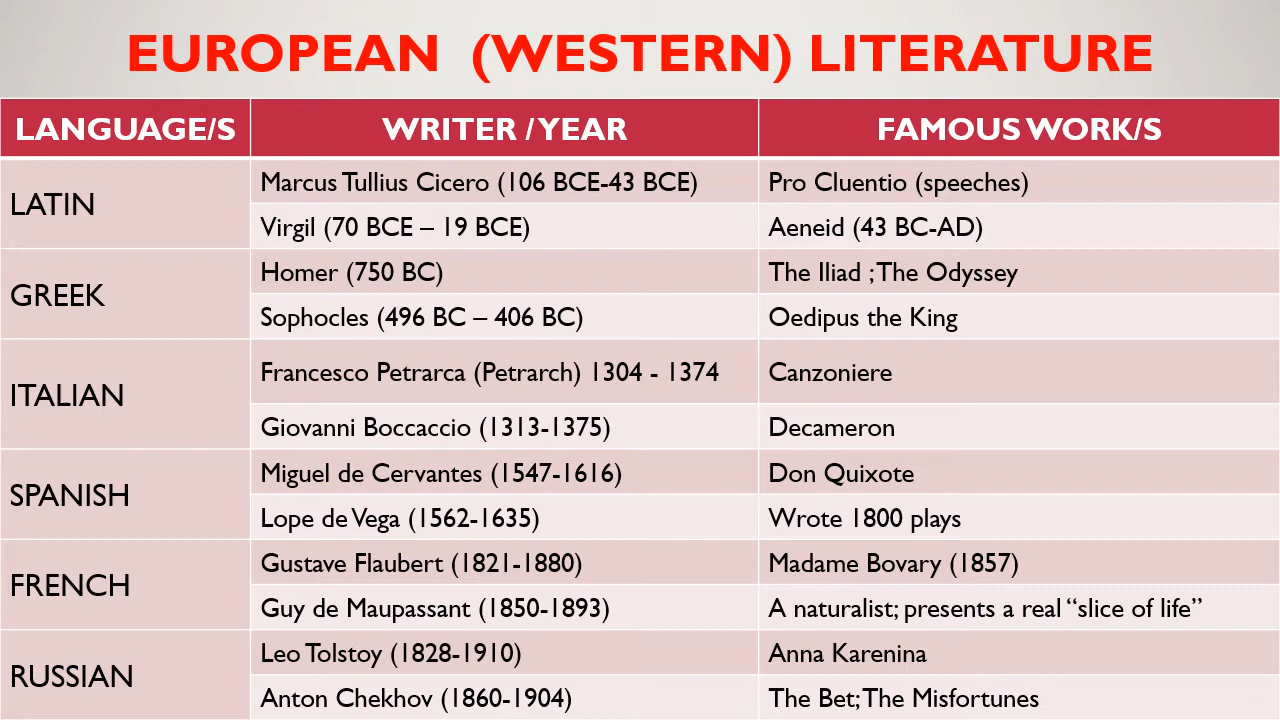 EUROPEAN (WESTERN) LITERATURE
LANGUAGE/S WRITER / YEAR FAMOUS WORK/S
LATIN
Marcus Tullius Cicero (106 BCE-43 BCE) Pro Cluentio (speeches)
Virgil (70 BCE – 19 BCE) Aeneid (43 BC-AD)
GREEK
Homer (750 BC) The Iliad ; The Odyssey
Sophocles (496 BC – 406 BC) Oedipus the King
ITALIAN
Francesco Petrarca (Petrarch) 1304 - 1374 Canzoniere
Giovanni Boccaccio (1313-1375) Decameron
SPANISH
Miguel de Cervantes (1547-1616) Don Quixote
Lope de Vega (1562-1635) Wrote 1800 plays
FRENCH
Gustave Flaubert (1821-1880) Madame Bovary (1857)
Guy de Maupassant (1850-1893) A naturalist; presents a real “slice of life”
RUSSIAN
Leo Tolstoy (1828-1910) Anna Karenina
Anton Chekhov (1860-1904) The Bet; The Misfortunes